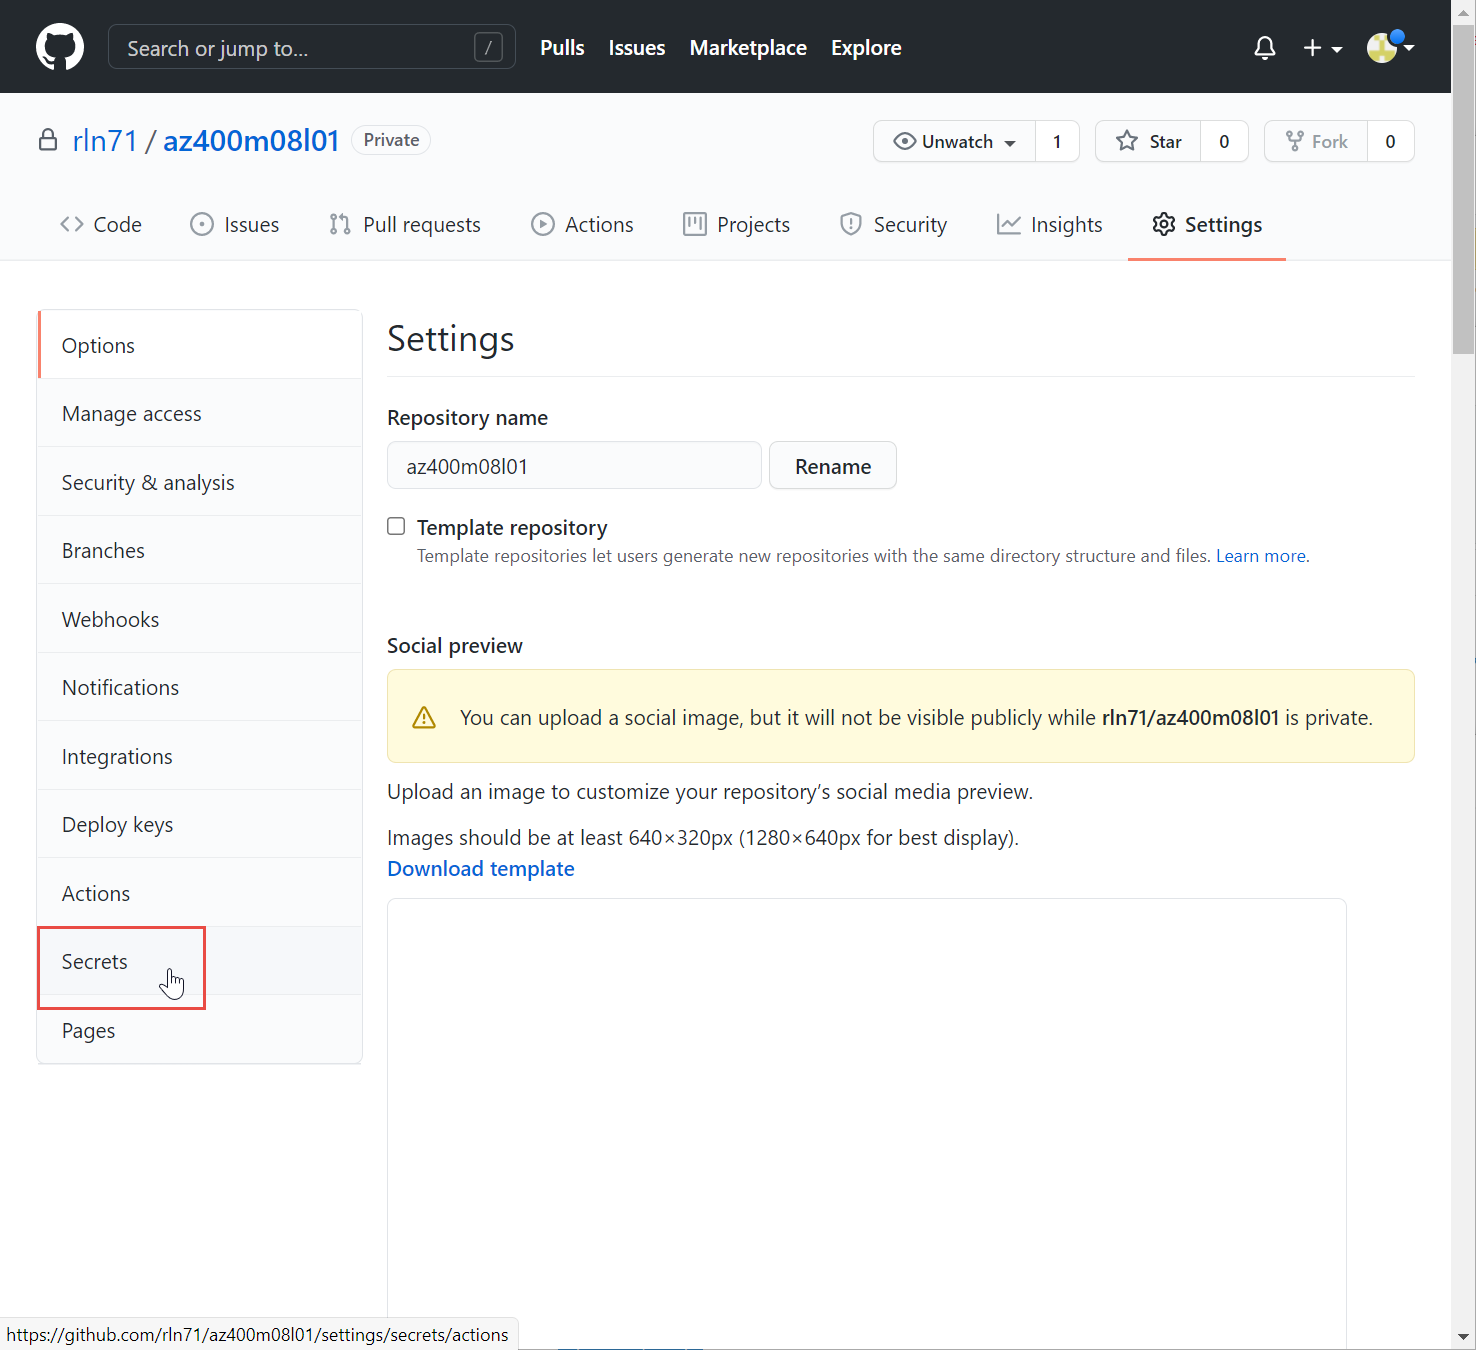 Search or jump to... / Pulls Issues Marketplace Explore
rln71 / az400m08l01 Private Unwatch 1 Star 0 Fork 0
Code Issues Pull requests Actions Projects Security Insights Settings
Options
Manage access
Security & analysis
Branches
Webhooks
Notifications
Integrations
Deploy keys
Actions
Secrets
Pages
Settings
Repository name
az400m08l01 Rename
Template repository
Template repositories let users generate new repositories with the same directory structure and files. Learn more.
Social preview
You can upload a social image, but it will not be visible publicly while rln71/az400m08l01 is private.
Upload an image to customize your repository’s social media preview.
Images should be at least 640×320px (1280×640px for best display).
Download template
https://github.com/rln71/az400m08l01/settings/secrets/actions